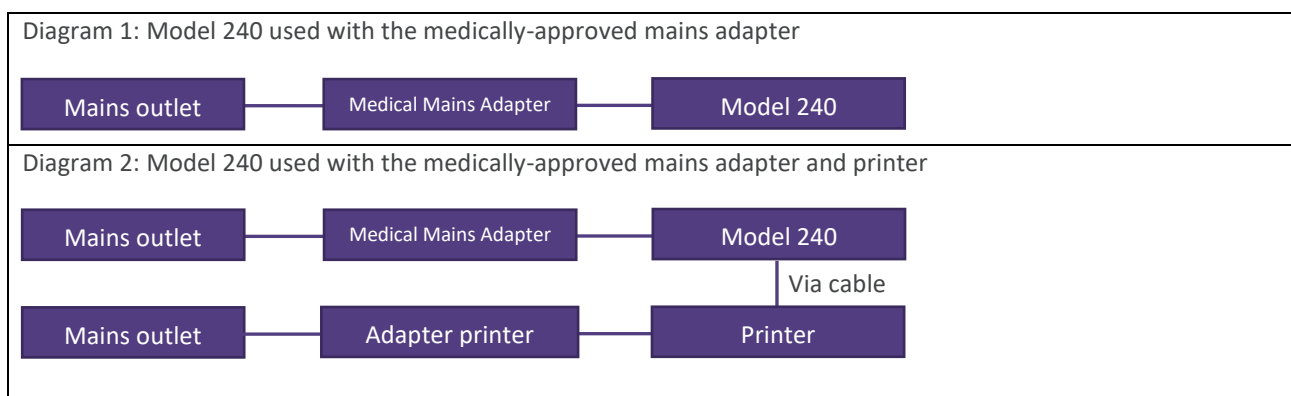 Diagram 1: Model 240 used with the medically-approved mains adapter
Mains outlet Medical Mains Adapter Model 240
Diagram 2: Model 240 used with the medically-approved mains adapter and printer
Mains outlet Medical Mains Adapter Model 240
Via cable
Mains outlet Adapter printer Printer